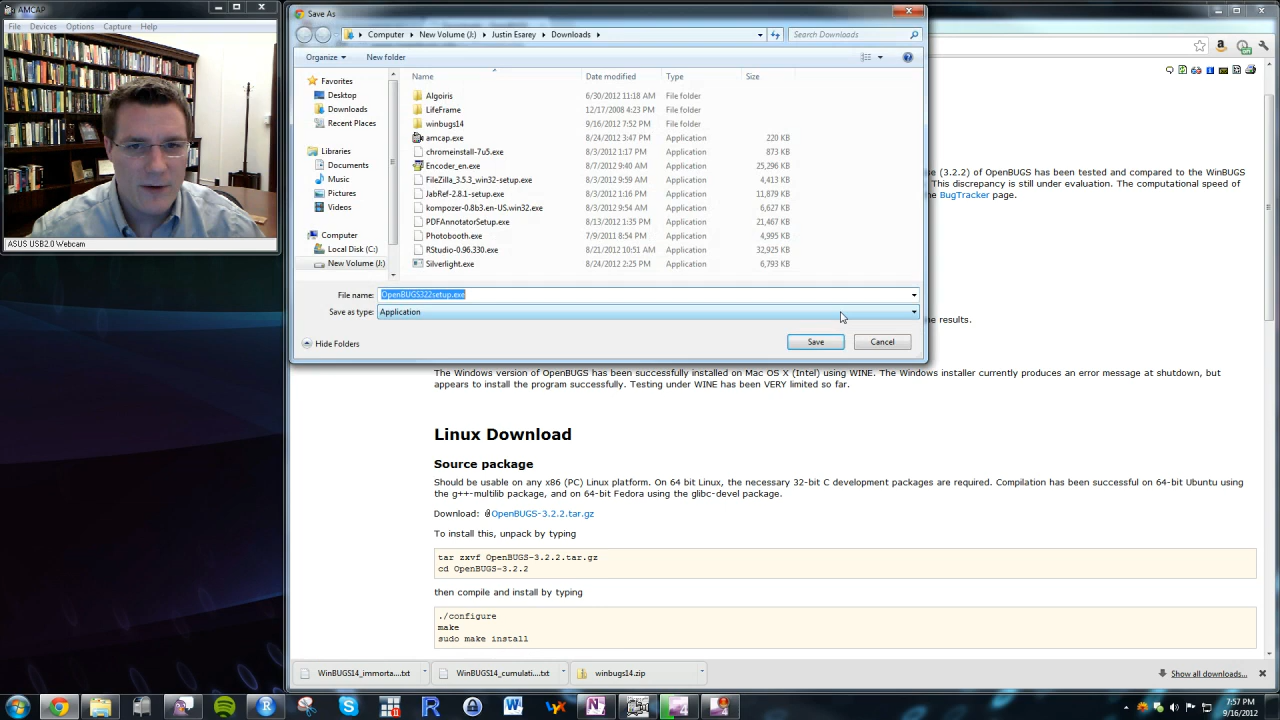 AMCAP
File Devices Options Capture Help
ASUS USB2.0 Webcam
Save As
Computer New Volume (J:) Justin Esarey Downloads
Search Downloads
Organize New folder
Name Date modified Type Size
Favorites
Desktop
Downloads
Recent Places
Libraries
Documents
Music
Pictures
Videos
Computer
Local Disk (C:)
New Volume (J:)
Algoiris 6/30/2012 11:18 AM File folder
LifeFrame 12/17/2008 4:23 PM File folder
winbugs14 9/16/2012 7:52 PM File folder
amcap.exe 8/24/2012 3:47 PM Application 220 KB
chromeinstall-7u5.exe 8/3/2012 1:17 PM Application 873 KB
Encoder_en.exe 8/7/2012 9:40 AM Application 25,296 KB
FileZilla_3.5.3_win32-setup.exe 8/3/2012 9:59 AM Application 4,413 KB
JabRef-2.8.1-setup.exe 8/3/2012 1:16 PM Application 11,879 KB
kompozer-0.8b3.en-US.win32.exe 8/3/2012 9:54 AM Application 6,627 KB
PDFAnnotatorSetup.exe 8/13/2012 1:35 PM Application 21,467 KB
Photobooth.exe 7/9/2011 8:54 PM Application 4,995 KB
RStudio-0.96.330.exe 8/21/2012 10:51 AM Application 32,925 KB
Silverlight.exe 8/24/2012 2:25 PM Application 6,793 KB
File name: OpenBUGS322setup.exe
Save as type: Application
Hide Folders
Save Cancel
e (3.2.2) of OpenBUGS has been tested and compared to the WinBUGS
This discrepancy is still under evaluation. The computational speed of
e BugTracker page.
e results.
The Windows version of OpenBUGS has been successfully installed on Mac OS X (Intel) using WINE. The Windows installer currently produces an error message at shutdown, but
appears to install the program successfully. Testing under WINE has been VERY limited so far.
Linux Download
Source package
Should be usable on any x86 (PC) Linux platform. On 64 bit Linux, the necessary 32-bit C development packages are required. Compilation has been successful on 64-bit Ubuntu using
the g++-multilib package, and on 64-bit Fedora using the glibc-devel package.
Download: OpenBUGS-3.2.2.tar.gz
To install this, unpack by typing
tar zxvf OpenBUGS-3.2.2.tar.gz
cd OpenBUGS-3.2.2
then compile and install by typing
./configure
make
sudo make install
WinBUGS14_immorta....txt WinBUGS14_cumulati....txt winbugs14.zip
Show all downloads...
7:57 PM
9/16/2012